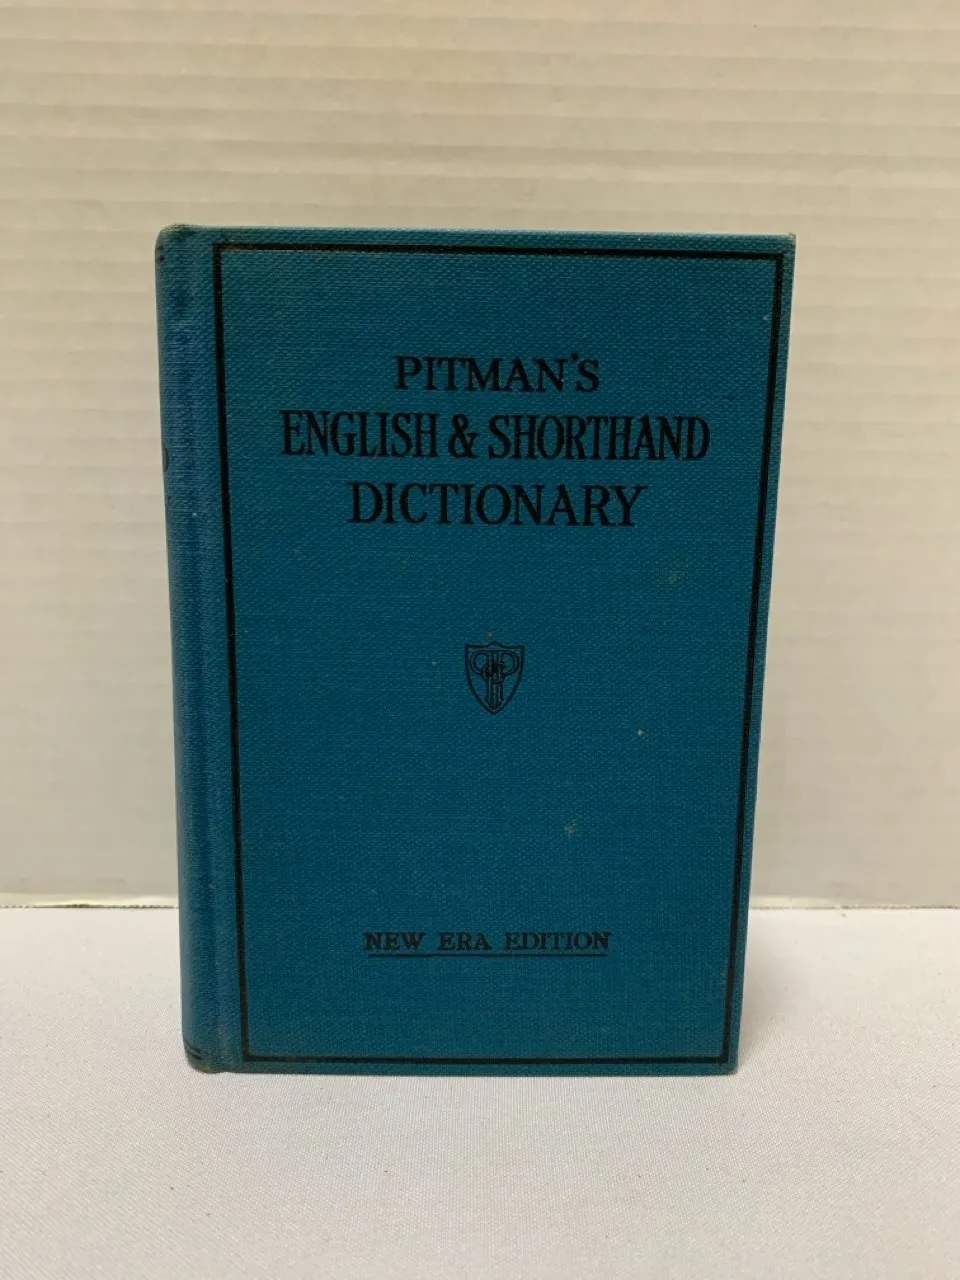 PITMAN'S
ENGLISH & SHORTHAND
DICTIONARY
NEW ERA EDITION